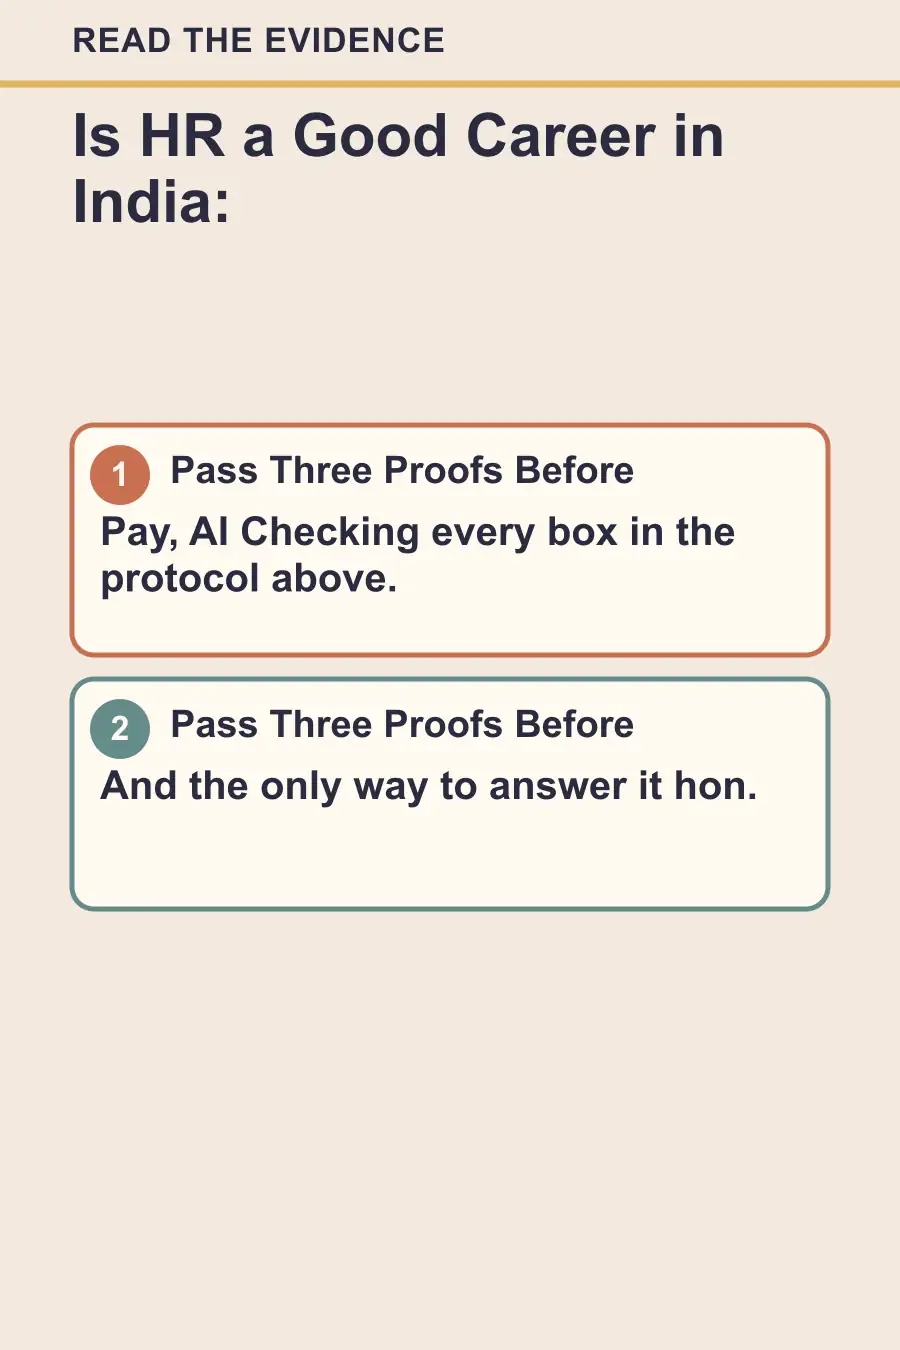 READ THE EVIDENCE
Is HR a Good Career in
India:
1 Pass Three Proofs Before
Pay, AI Checking every box in the
protocol above.
2 Pass Three Proofs Before
And the only way to answer it hon.